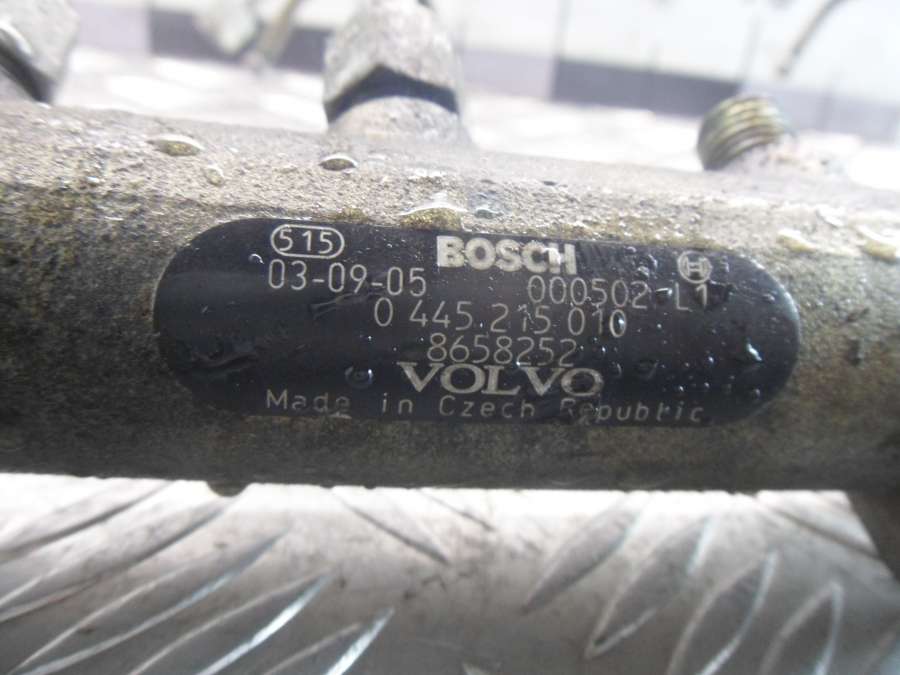 515 BOSCH
03-09-05 000502-L1
0 445 215 010
8658252
VOLVO
Made in Czech Republic